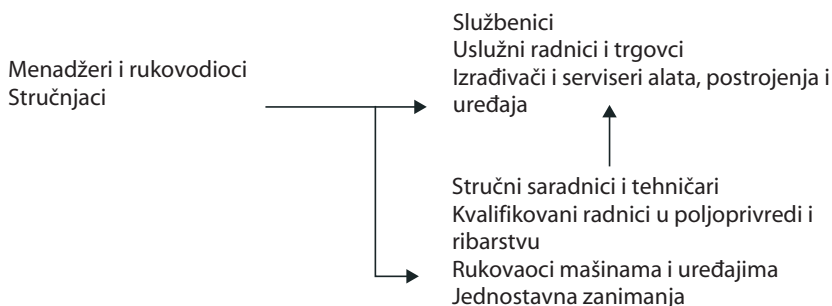 Menadžeri i rukovodioci
Stručnjaci
Službenici
Uslužni radnici i trgovci
Izrađivači i serviseri alata, postrojenja i
uređaja
Stručni saradnici i tehničari
Kvalifikovani radnici u poljoprivredi i
ribarstvu
Rukovaoci mašinama i uređajima
Jednostavna zanimanja